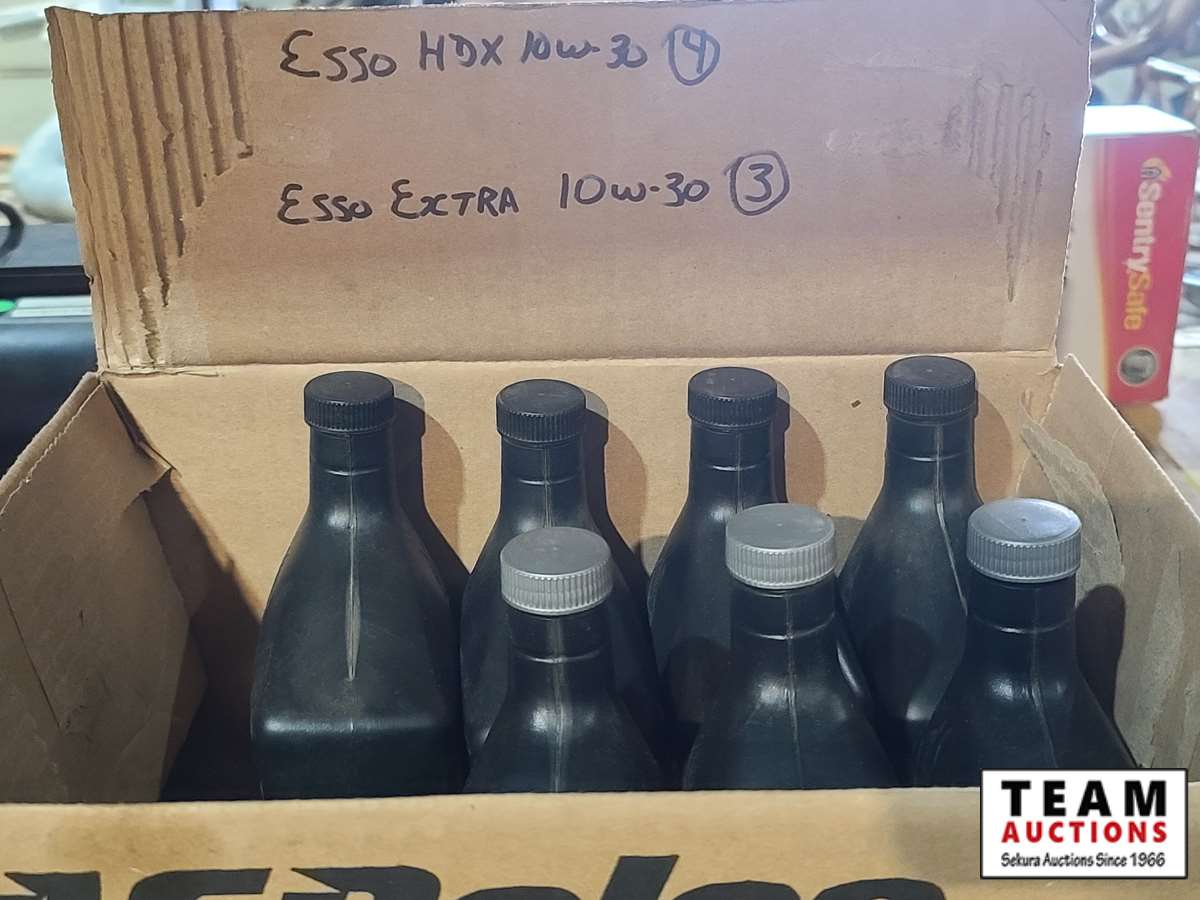 Esso HDX 10W-30 4
Esso EXTRA 10W-30 3
SentrySafe
TEAM
AUCTIONS
Sekura Auctions Since 1966